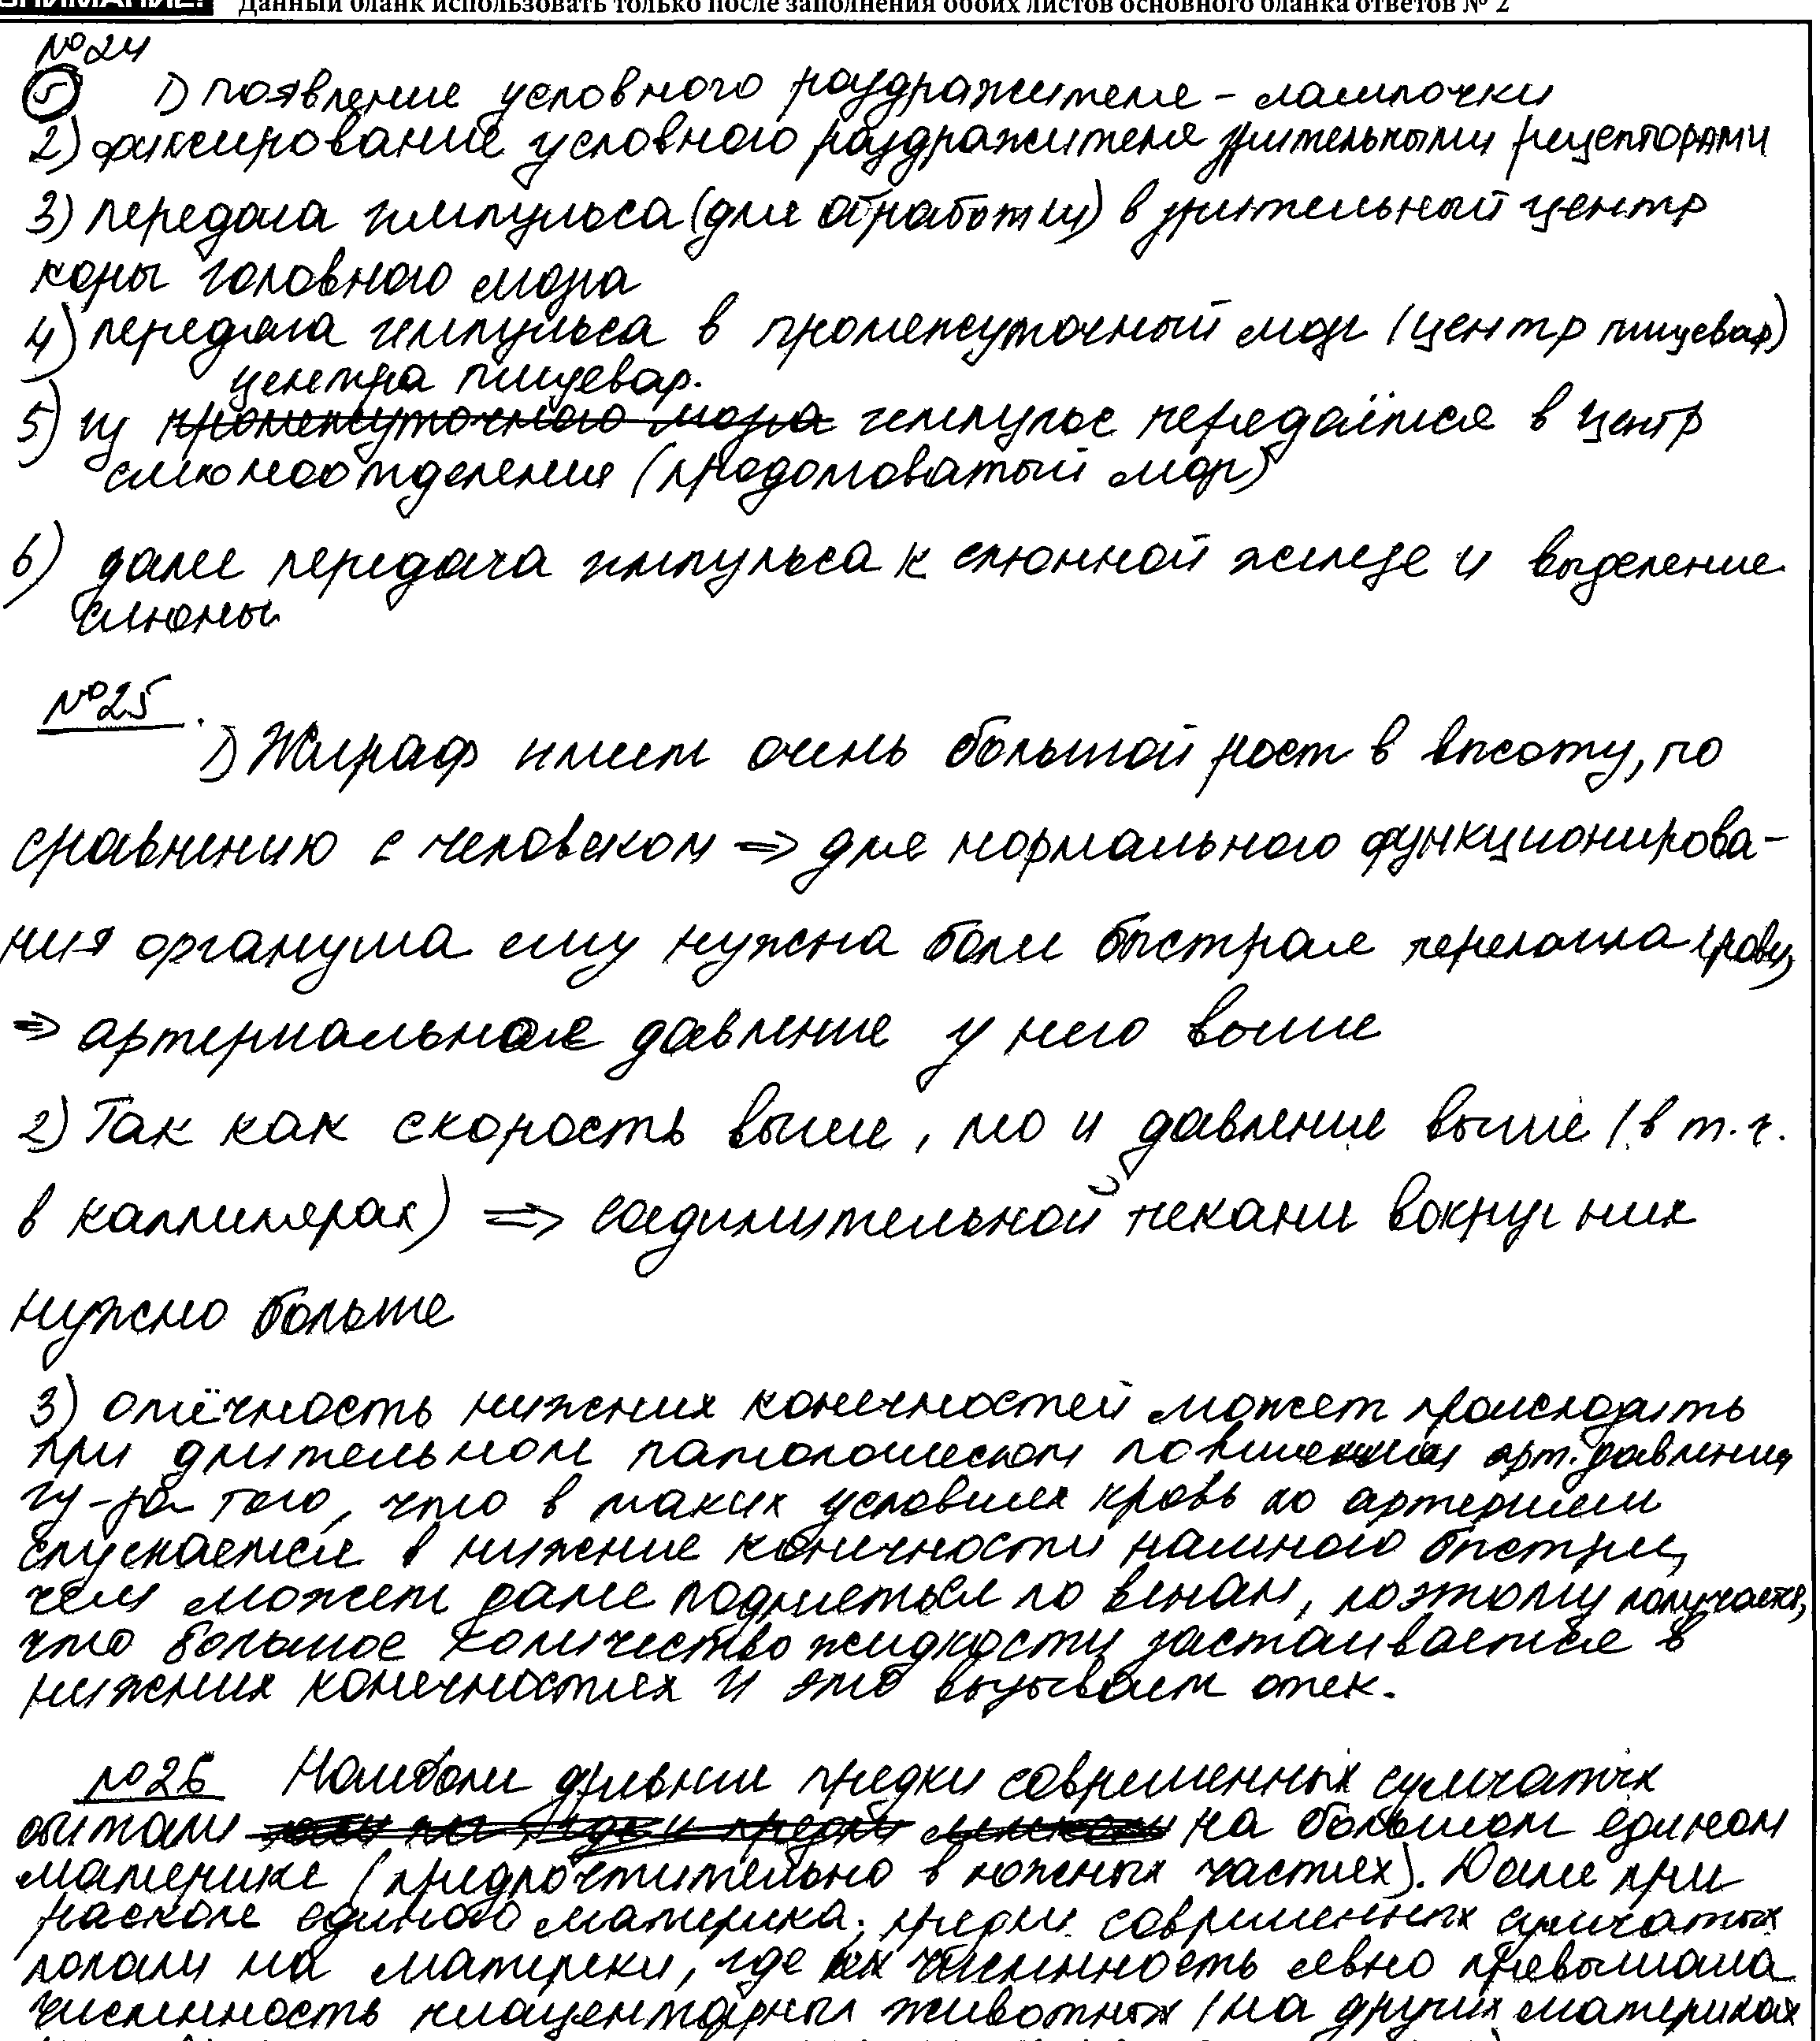 ВНИМАНИЕ! Данный бланк использовать только после заполнения обоих листов основного бланка ответов № 2
№24
5 1) появление условного раздражителя - лампочки
2) фиксирование условного раздражителя зрительными рецепторами
3) передача импульса (для обработки) в зрительный центр
коры головного мозга
4) передача импульса в промежуточный мозг (центр пищевар)
центра пищевар.
5) из промежуточного мозга импульс передаётся в центр
слюноотделения (продолговатый мозг)
6) далее передача импульса к слюнной железе и выделение
слюны
№25.
1) Жираф имеет очень большой рост в высоту, по
сравнению с человеком => для нормального функционирова-
ния организма ему нужна более быстрая перекачка крови,
=> артериальное давление у него выше
2) Так как скорость выше, то и давление выше (в т.ч.
в капиллярах) => соединительной ткани вокруг них
нужно больше
3) отёчность нижних конечностей может происходить
при длительном патологическом повышении арт. давления
из-за того, что в таких условиях кровь по артериям
спускается в нижние конечности намного быстрее,
чем может далее подняться по венам, поэтому получается,
что большое количество жидкости застаивается в
нижних конечностях и это вызывает отек.
№26 Наиболее древние предки современных сумчатых
обитали на большом едином
материке (предпочтительно в южных частях). Далее при
расколе единого материка, предки современных сумчатых
попали на материки, где их численность явно превышала
численность плацентарных животных (на других материках